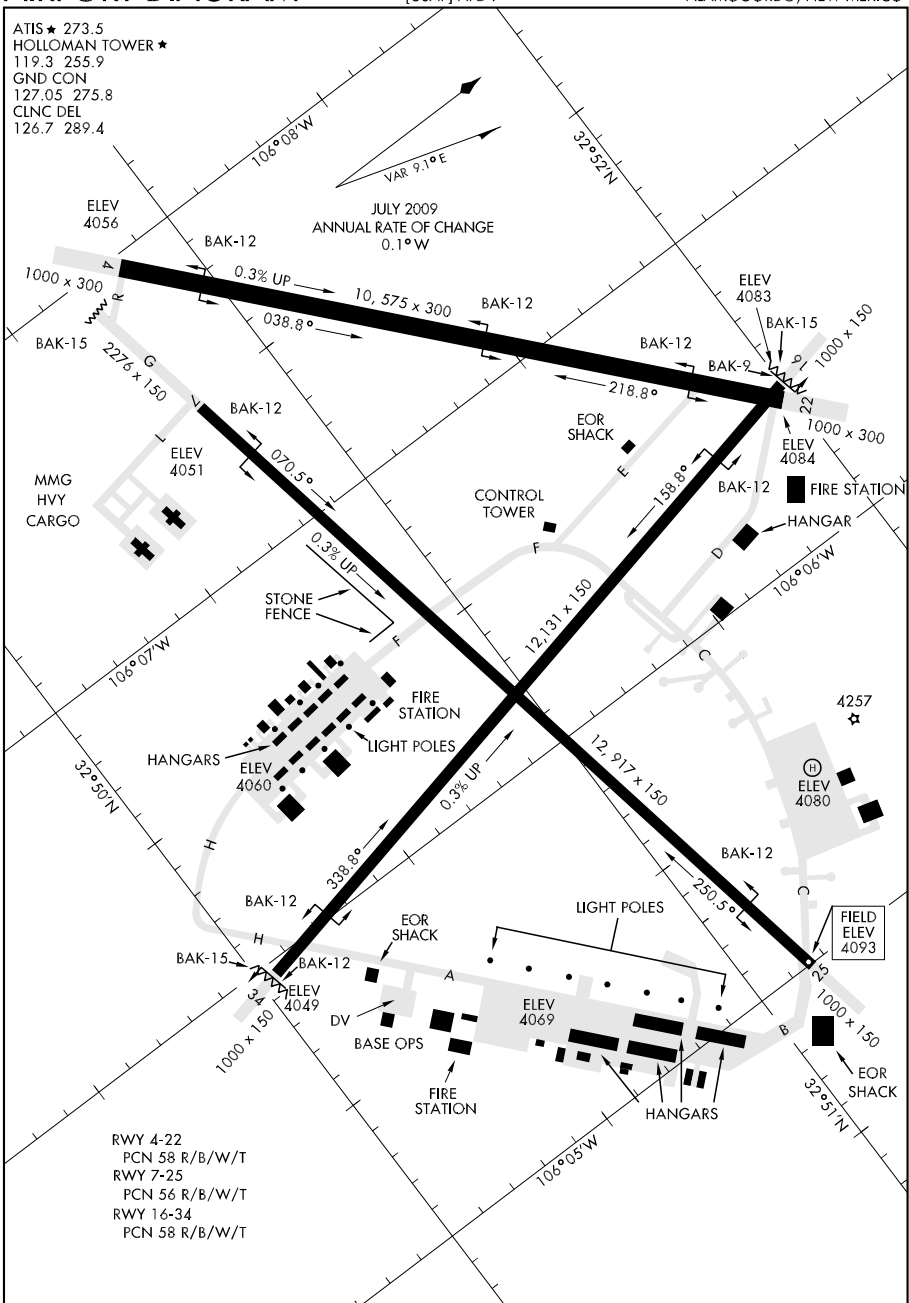 ATIS ★ 273.5
HOLLOMAN TOWER ★
119.3 255.9
GND CON
127.05 275.8
CLNC DEL
126.7 289.4
106°08'W
32°52'N
VAR 9.1° E
JULY 2009
ANNUAL RATE OF CHANGE
0.1° W
ELEV
4056
BAK-12
4
1000 x 300
R
0.3% UP
10,575 x 300
038.8°
BAK-12
BAK-12
218.8°
BAK-9
ELEV
4083
BAK-15
16
1000 x 150
22
1000 x 300
ELEV
4084
BAK-15
G
2276 x 150
7
BAK-12
L
ELEV
4051
070.5°
0.3% UP
MMG
HVY
CARGO
EOR
SHACK
E
158.8°
BAK-12
FIRE STATION
HANGAR
CONTROL
TOWER
F
D
106°06'W
STONE
FENCE
F
12,131 x 150
C
106°07'W
FIRE
STATION
LIGHT POLES
HANGARS
ELEV
4060
4257
H
ELEV
4080
12,917 x 150
0.3% UP
32°50'N
H
338.8°
BAK-12
BAK-12
250.5°
C
FIELD
ELEV
4093
25
1000 x 150
H
BAK-15
BAK-12
ELEV
4049
34
1000 x 150
EOR
SHACK
A
DV
BASE OPS
FIRE
STATION
LIGHT POLES
ELEV
4069
HANGARS
B
EOR
SHACK
32°51'N
106°05'W
RWY 4-22
PCN 58 R/B/W/T
RWY 7-25
PCN 56 R/B/W/T
RWY 16-34
PCN 58 R/B/W/T